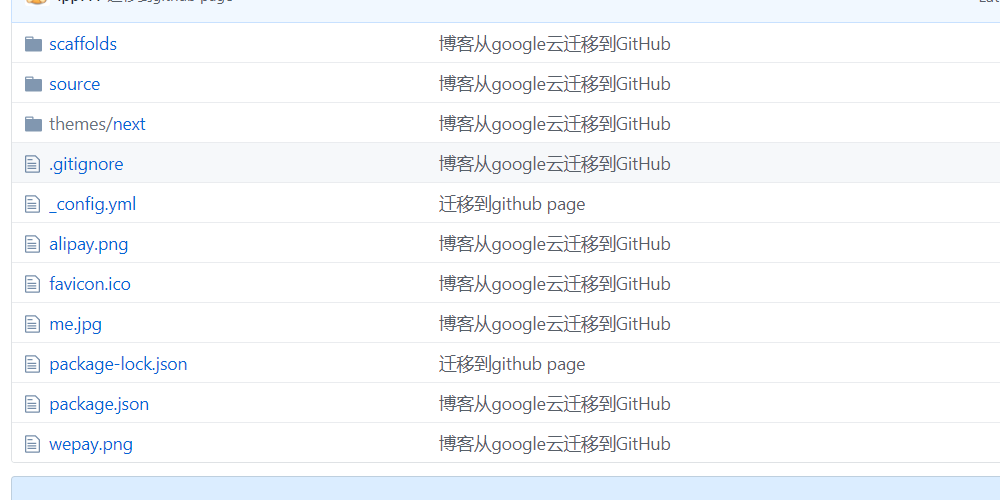 迁移到github page
scaffolds 博客从google云迁移到GitHub
source 博客从google云迁移到GitHub
themes/next 博客从google云迁移到GitHub
.gitignore 博客从google云迁移到GitHub
_config.yml 迁移到github page
alipay.png 博客从google云迁移到GitHub
favicon.ico 博客从google云迁移到GitHub
me.jpg 博客从google云迁移到GitHub
package-lock.json 迁移到github page
package.json 博客从google云迁移到GitHub
wepay.png 博客从google云迁移到GitHub